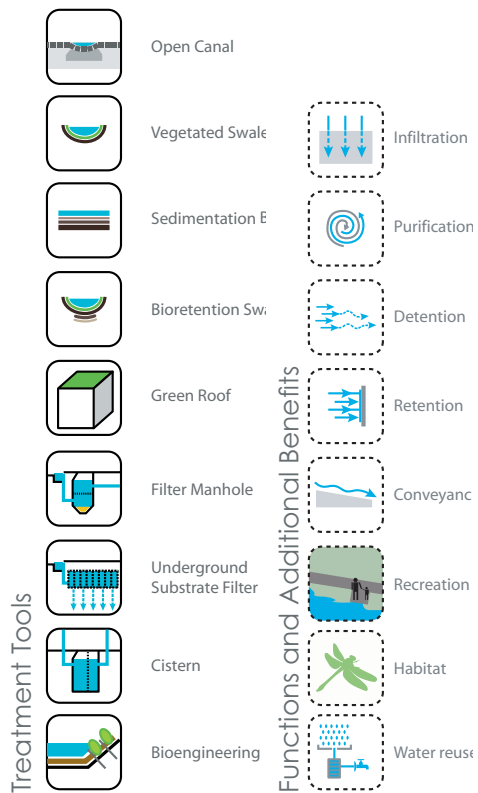 Treatment Tools
Open Canal
Vegetated Swale
Sedimentation B
Bioretention Swa
Green Roof
Filter Manhole
Underground
Substrate Filter
Cistern
Bioengineering
Functions and Additional Benefits
Infiltration
Purification
Detention
Retention
Conveyanc
Recreation
Habitat
Water reuse